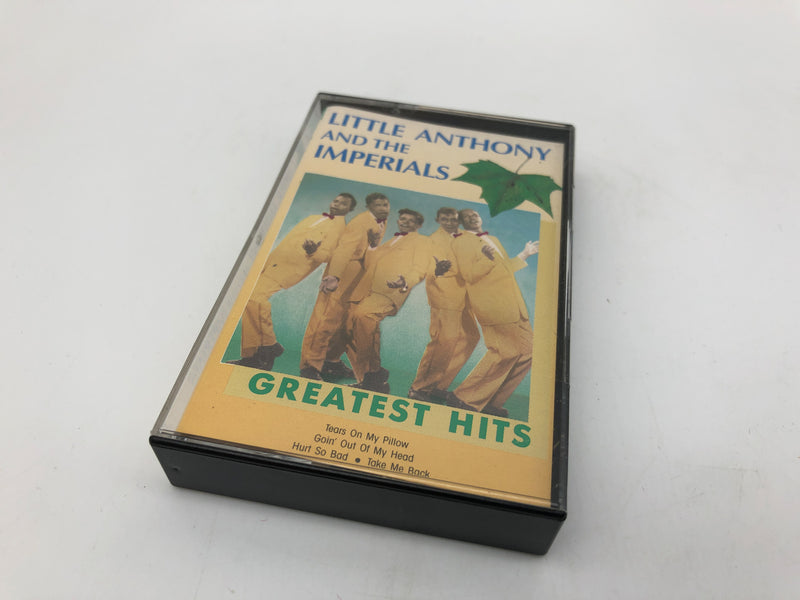 LITTLE ANTHONY
AND THE
IMPERIALS
GREATEST HITS
Tears On My Pillow
Goin' Out Of My Head
Hurt So Bad • Take Me Back